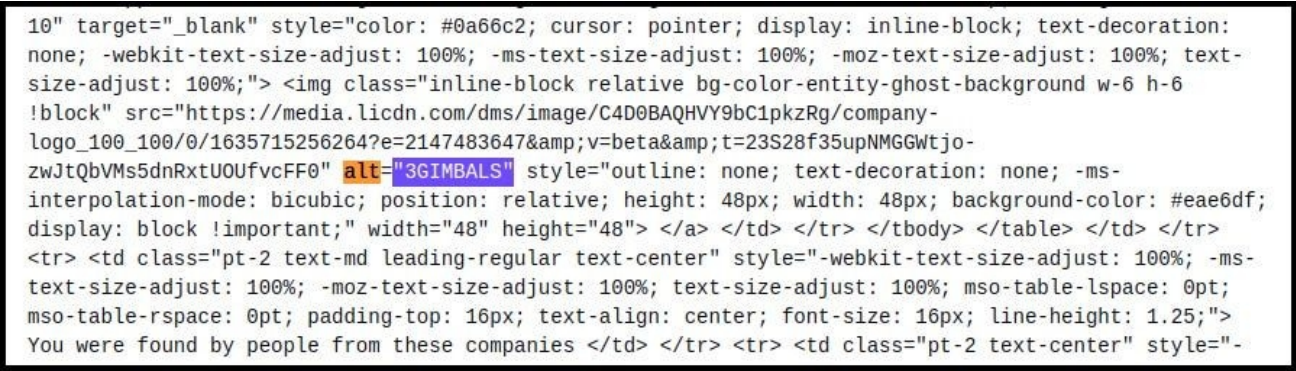 10" target="_blank" style="color: #0a66c2; cursor: pointer; display: inline-block; text-decoration:
none; -webkit-text-size-adjust: 100%; -ms-text-size-adjust: 100%; -moz-text-size-adjust: 100%; text-
size-adjust: 100%;"> <img class="inline-block relative bg-color-entity-ghost-background w-6 h-6
!block" src="https://media.licdn.com/dms/image/C4D0BAQHVY9bC1pkzRg/company-
logo_100_100/0/1635715256264?e=2147483647&amp;v=beta&amp;t=23S28f35upNMGGWtjo-
zwJtQbVMs5dnRxtUOUfvcFF0" alt="3GIMBALS" style="outline: none; text-decoration: none; -ms-
interpolation-mode: bicubic; position: relative; height: 48px; width: 48px; background-color: #eae6df;
display: block !important;" width="48" height="48"> </a> </td> </tr> </tbody> </table> </td> </tr>
<tr> <td class="pt-2 text-md leading-regular text-center" style="-webkit-text-size-adjust: 100%; -ms-
text-size-adjust: 100%; -moz-text-size-adjust: 100%; text-size-adjust: 100%; mso-table-lspace: 0pt;
mso-table-rspace: 0pt; padding-top: 16px; text-align: center; font-size: 16px; line-height: 1.25;">
You were found by people from these companies </td> </tr> <tr> <td class="pt-2 text-center" style="-